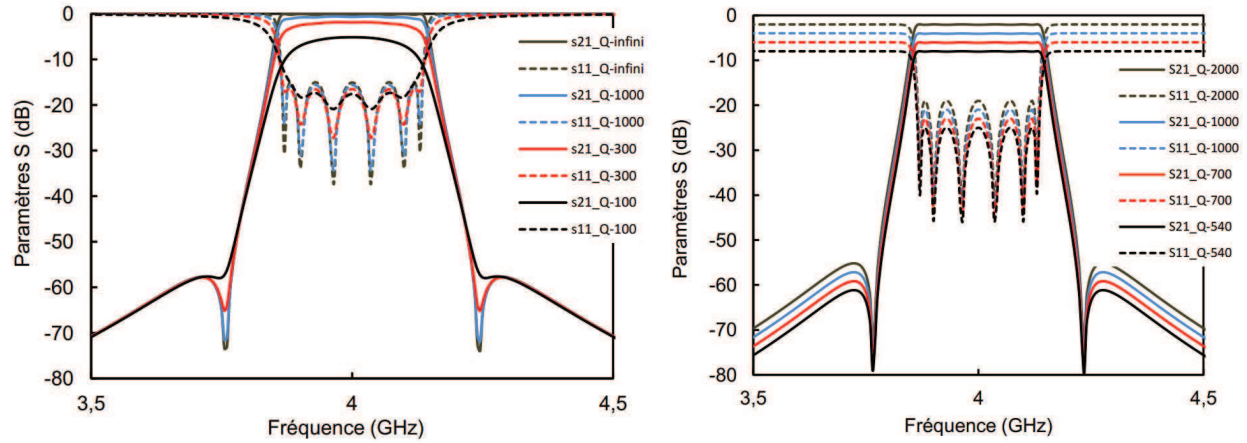 0
-10
-20
-30
-40
-50
-60
-70
-80
3,5
4
4,5
Paramètres S (dB)
Fréquence (GHz)
s21_Q-infini
s11_Q-infini
s21_Q-1000
s11_Q-1000
s21_Q-300
s11_Q-300
s21_Q-100
s11_Q-100
0
-10
-20
-30
-40
-50
-60
-70
-80
3,5
4
4,5
Paramètres S (dB)
Fréquence (GHz)
S21_Q-2000
S11_Q-2000
S21_Q-1000
S11_Q-1000
S21_Q-700
S11_Q-700
S21_Q-540
S11_Q-540